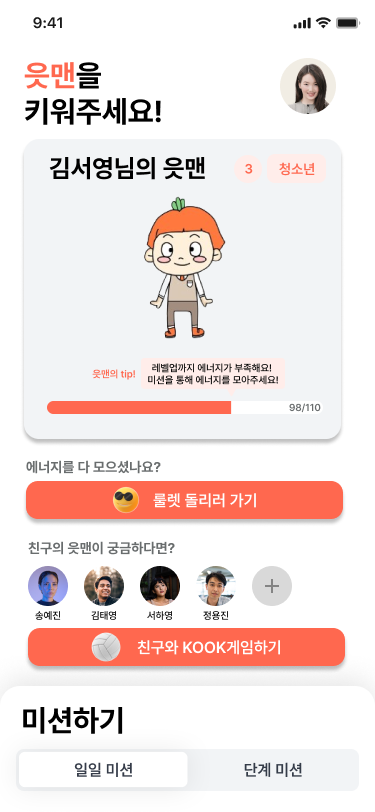 9:41
웃맨을
키워주세요!
김서영님의 웃맨
3
청소년
웃맨의 tip!
레벨업까지 에너지가 부족해요!
미션을 통해 에너지를 모아주세요!
98/110
에너지를 다 모으셨나요?
룰렛 돌리러 가기
친구의 웃맨이 궁금하다면?
송예진 김태영 서하영 정용진
친구와 KOOK게임하기
미션하기
일일 미션 단계 미션